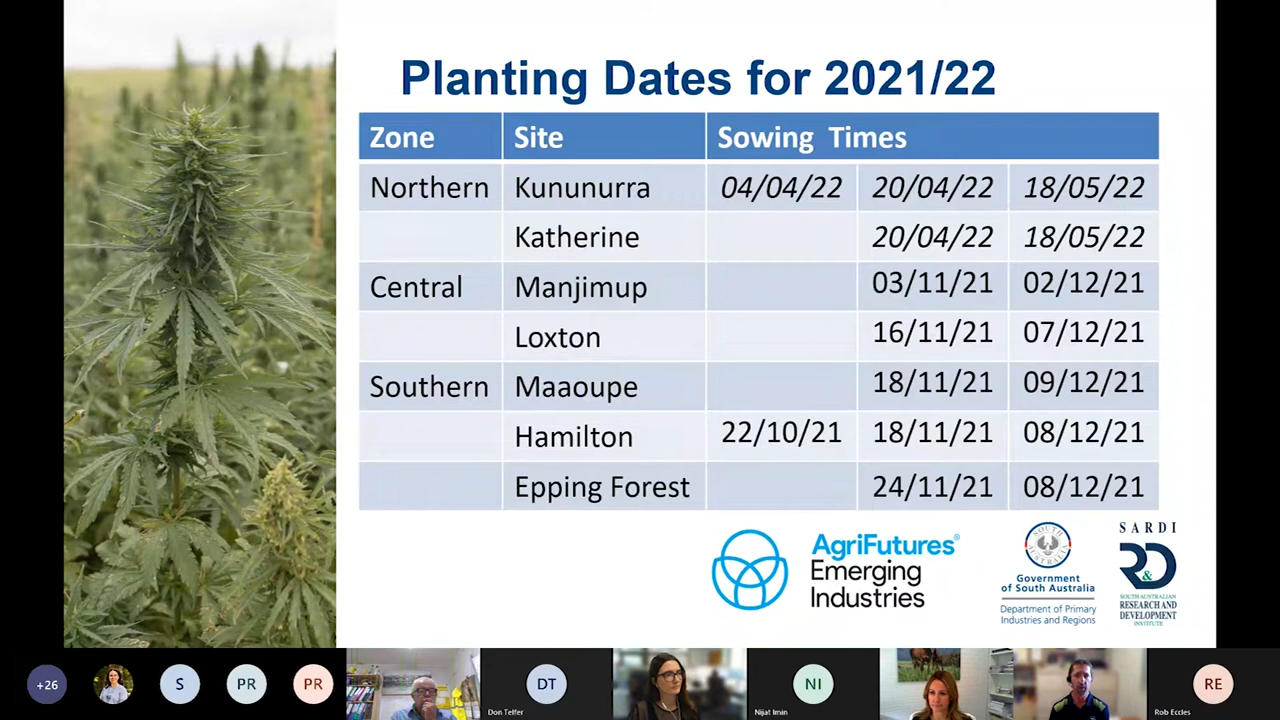 Planting Dates for 2021/22
Zone Site Sowing Times
Northern Kununurra 04/04/22 20/04/22 18/05/22
Katherine 20/04/22 18/05/22
Central Manjimup 03/11/21 02/12/21
Loxton 16/11/21 07/12/21
Southern Maaoupe 18/11/21 09/12/21
Hamilton 22/10/21 18/11/21 08/12/21
Epping Forest 24/11/21 08/12/21
AgriFutures®
Emerging
Industries
SOUTH AUSTRALIA
Government
of South Australia
Department of Primary
Industries and Regions
SARDI
R&D
SOUTH AUSTRALIAN
RESEARCH AND
DEVELOPMENT
INSTITUTE
+26
S
PR
PR
DT
Don Telfer
NI
Nijat Imin
RE
Rob Eccles